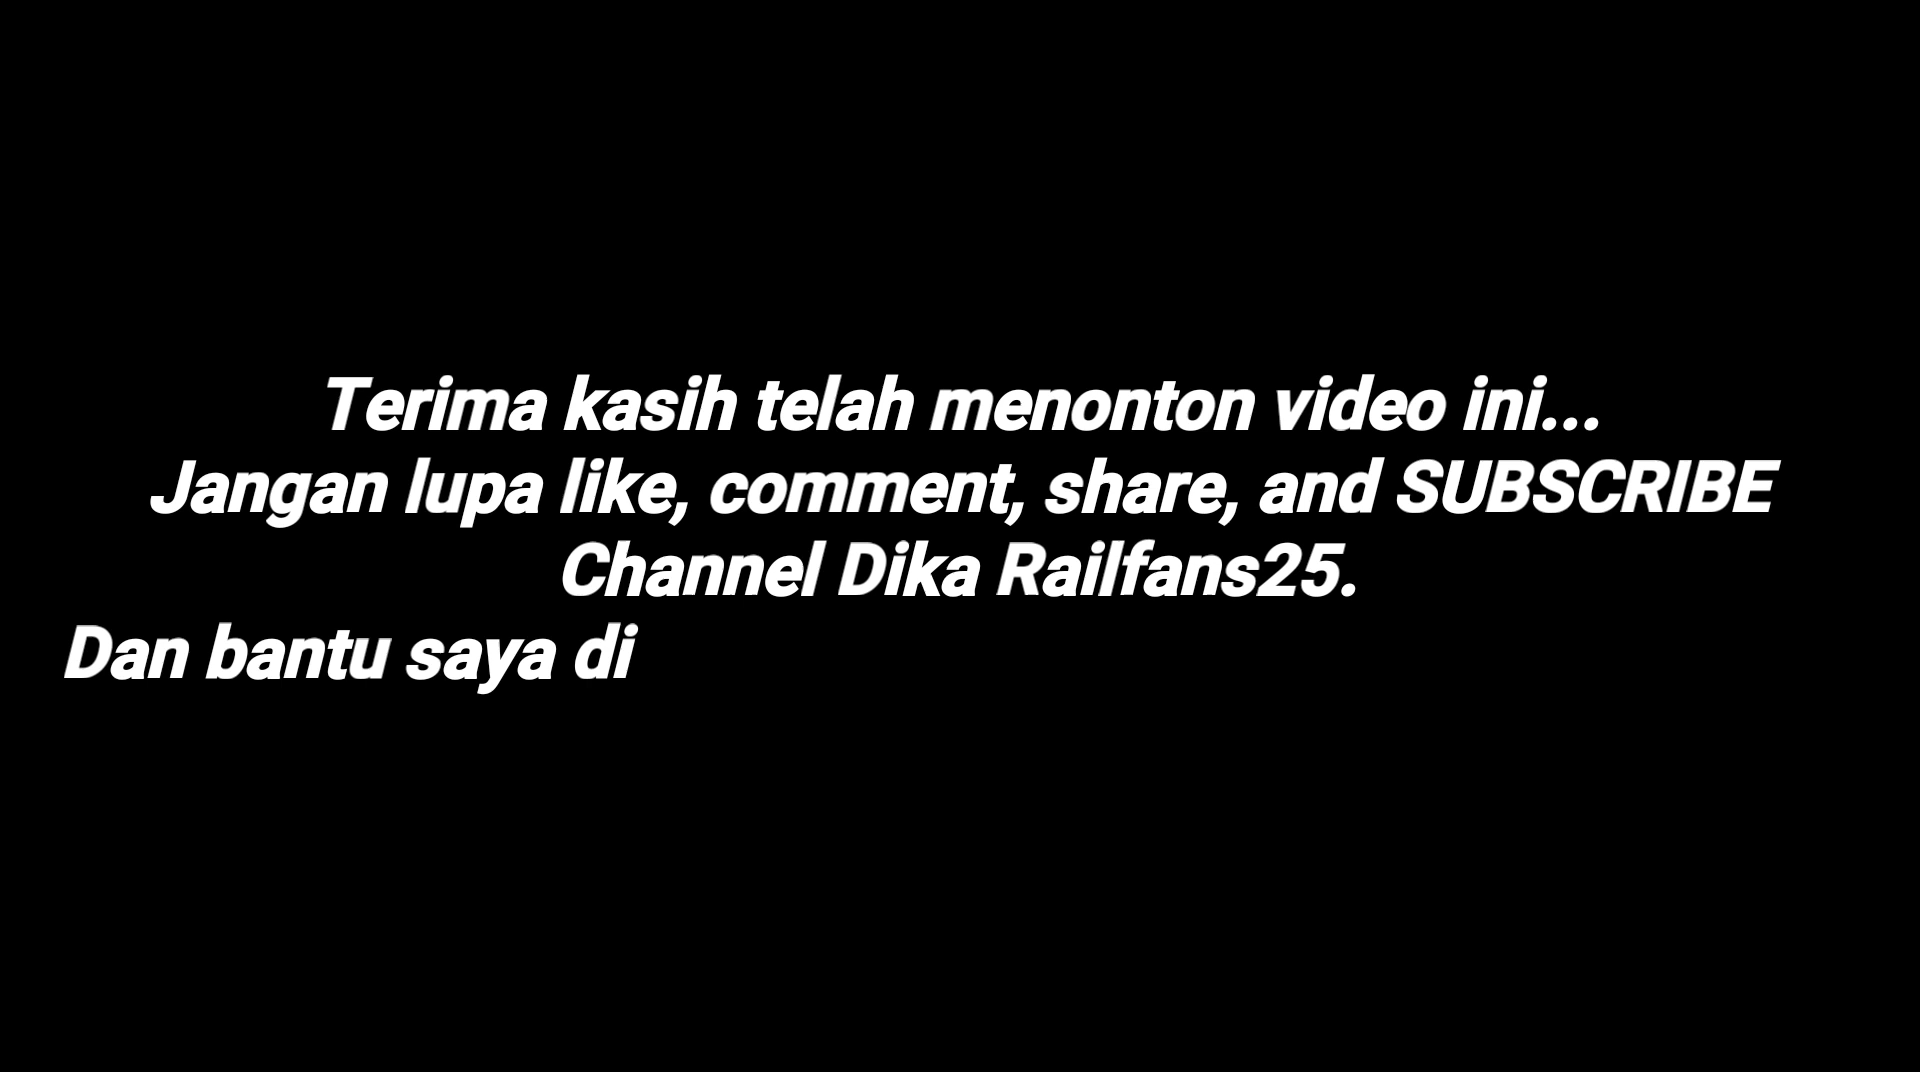 Terima kasih telah menonton video ini...
Jangan lupa like, comment, share, and SUBSCRIBE
Channel Dika Railfans25.
Dan bantu saya di